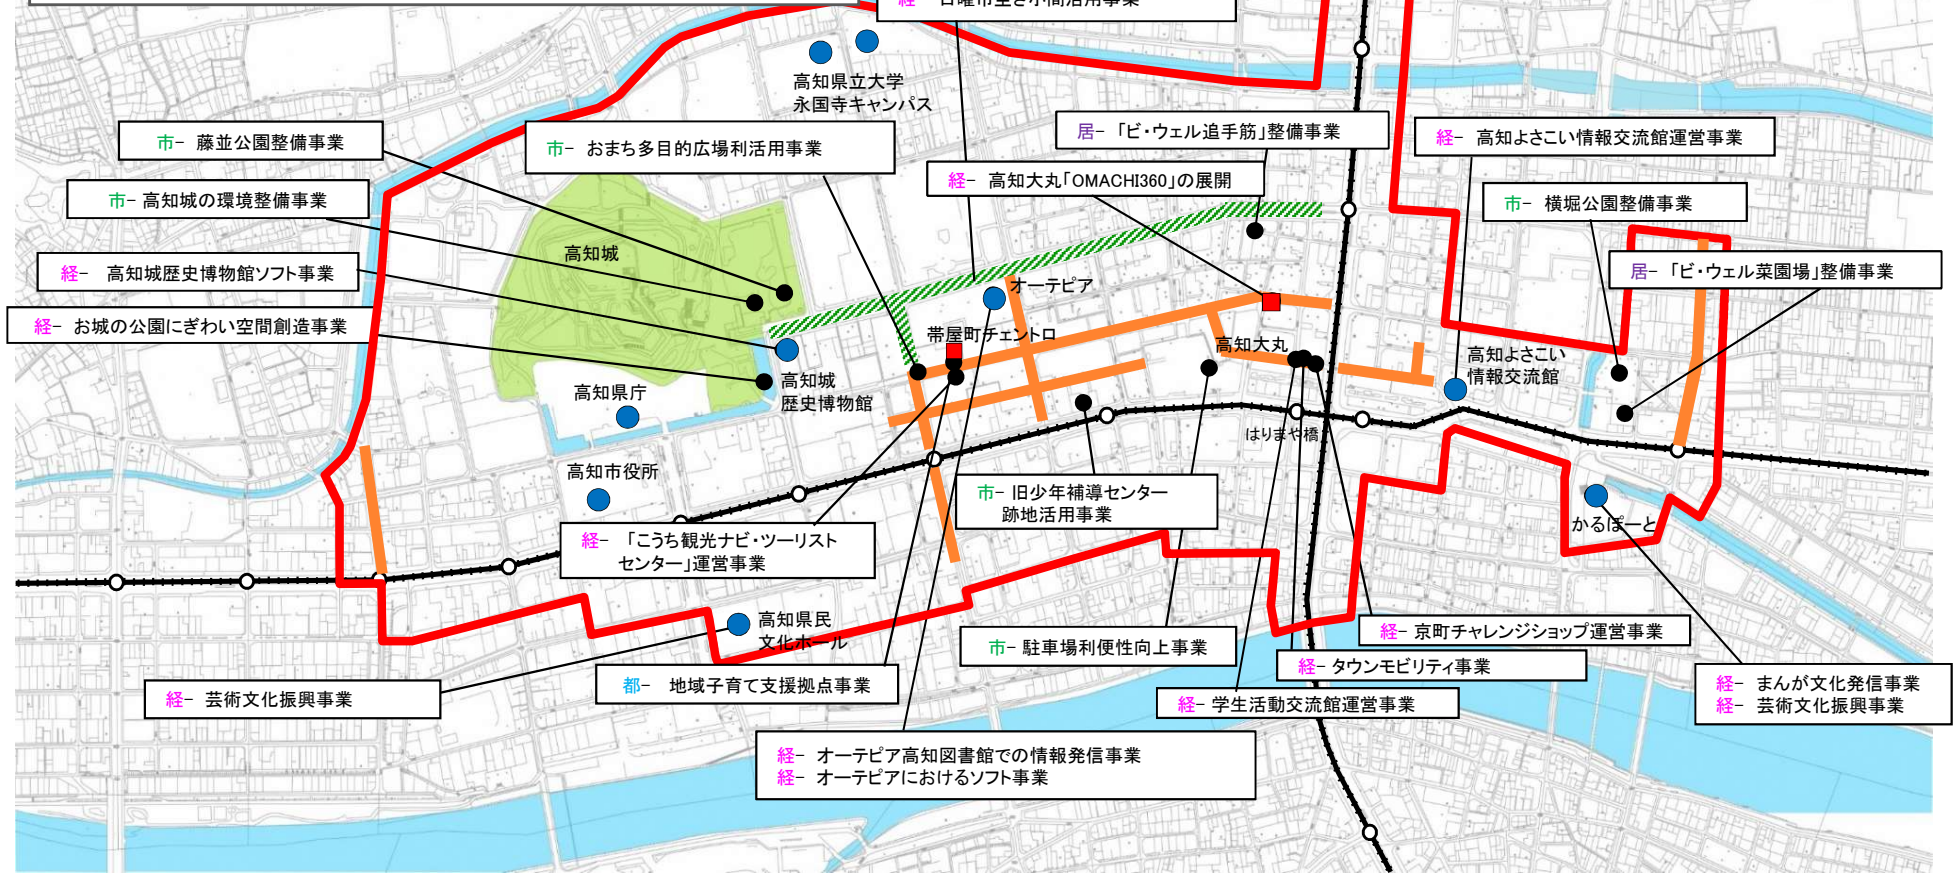 高知県立大学
永国寺キャンパス
市- 藤並公園整備事業
市- おまち多目的広場利活用事業
居- 「ビ・ウェル追手筋」整備事業
経- 高知よさこい情報交流館運営事業
経- 高知大丸「OMACHI360」の展開
市- 高知城の環境整備事業
市- 横堀公園整備事業
高知城
経- 高知城歴史博物館ソフト事業
居- 「ビ・ウェル菜園場」整備事業
オーテピア
経- お城の公園にぎわい空間創造事業
帯屋町チェントロ
高知大丸
高知よさこい
情報交流館
高知城
歴史博物館
高知県庁
はりまや橋
高知市役所
市- 旧少年補導センター
跡地活用事業
かるぽーと
経- 「こうち観光ナビ・ツーリスト
センター」運営事業
高知県民
文化ホール
経- 京町チャレンジショップ運営事業
市- 駐車場利便性向上事業
経- タウンモビリティ事業
都- 地域子育て支援拠点事業
経- 芸術文化振興事業
経- 学生活動交流館運営事業
経- まんが文化発信事業
経- 芸術文化振興事業
経- オーテピア高知図書館での情報発信事業
経- オーテピアにおけるソフト事業